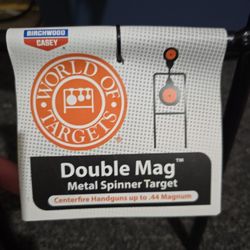 BIRCHWOOD
CASEY
WORLD OF
TARGETS
Double Mag™
Metal Spinner Target
Centerfire Handguns up to .44 Magnum